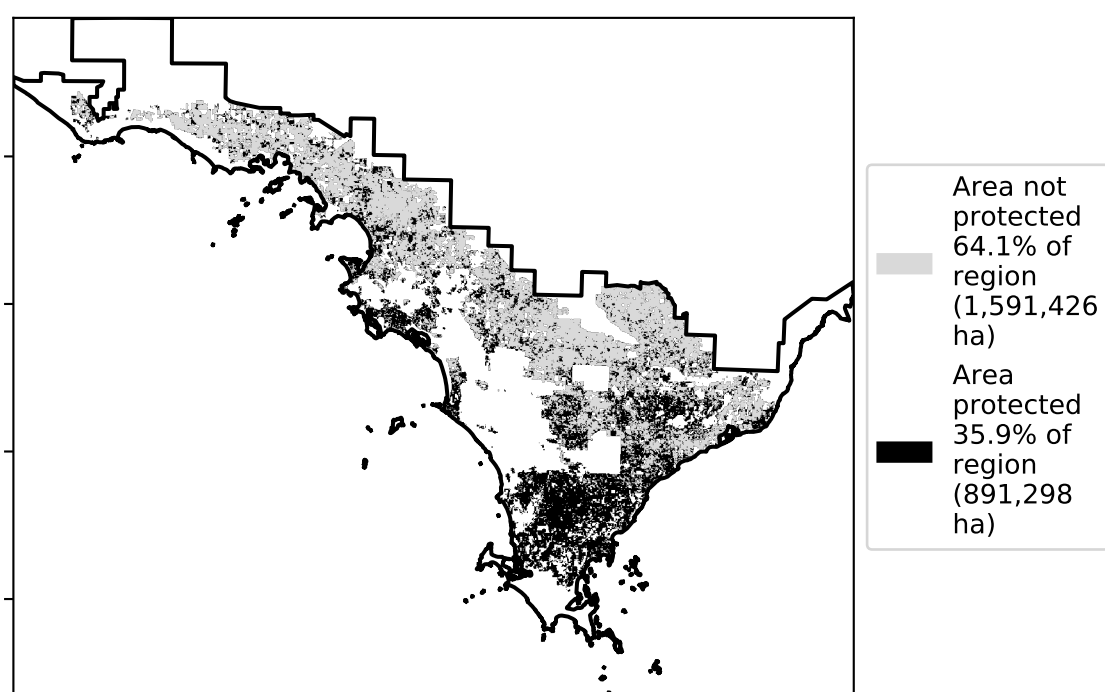 Area not
protected
64.1% of
region
(1,591,426
ha)
Area
protected
35.9% of
region
(891,298
ha)